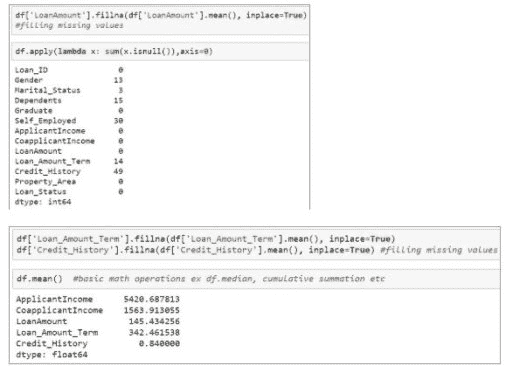 df['LoanAmount'].fillna(df['LoanAmount'].mean(), inplace=True)
#filling missing values
df.apply(lambda x: sum(x.isnull()),axis=0)
Loan_ID 0
Gender 13
Marital_Status 3
Dependents 15
Graduate 0
Self_Employed 30
ApplicantIncome 0
CoapplicantIncome 0
LoanAmount 0
Loan_Amount_Term 14
Credit_History 49
Property_Area 0
Loan_Status 0
dtype: int64
df['Loan_Amount_Term'].fillna(df['Loan_Amount_Term'].mean(), inplace=True)
df['Credit_History'].fillna(df['Credit_History'].mean(), inplace=True) #filling missing values
df.mean() #basic math operations ex df.median, cumulative summation etc
ApplicantIncome 5420.687813
CoapplicantIncome 1563.913055
LoanAmount 145.434256
Loan_Amount_Term 342.461538
Credit_History 0.840000
dtype: float64